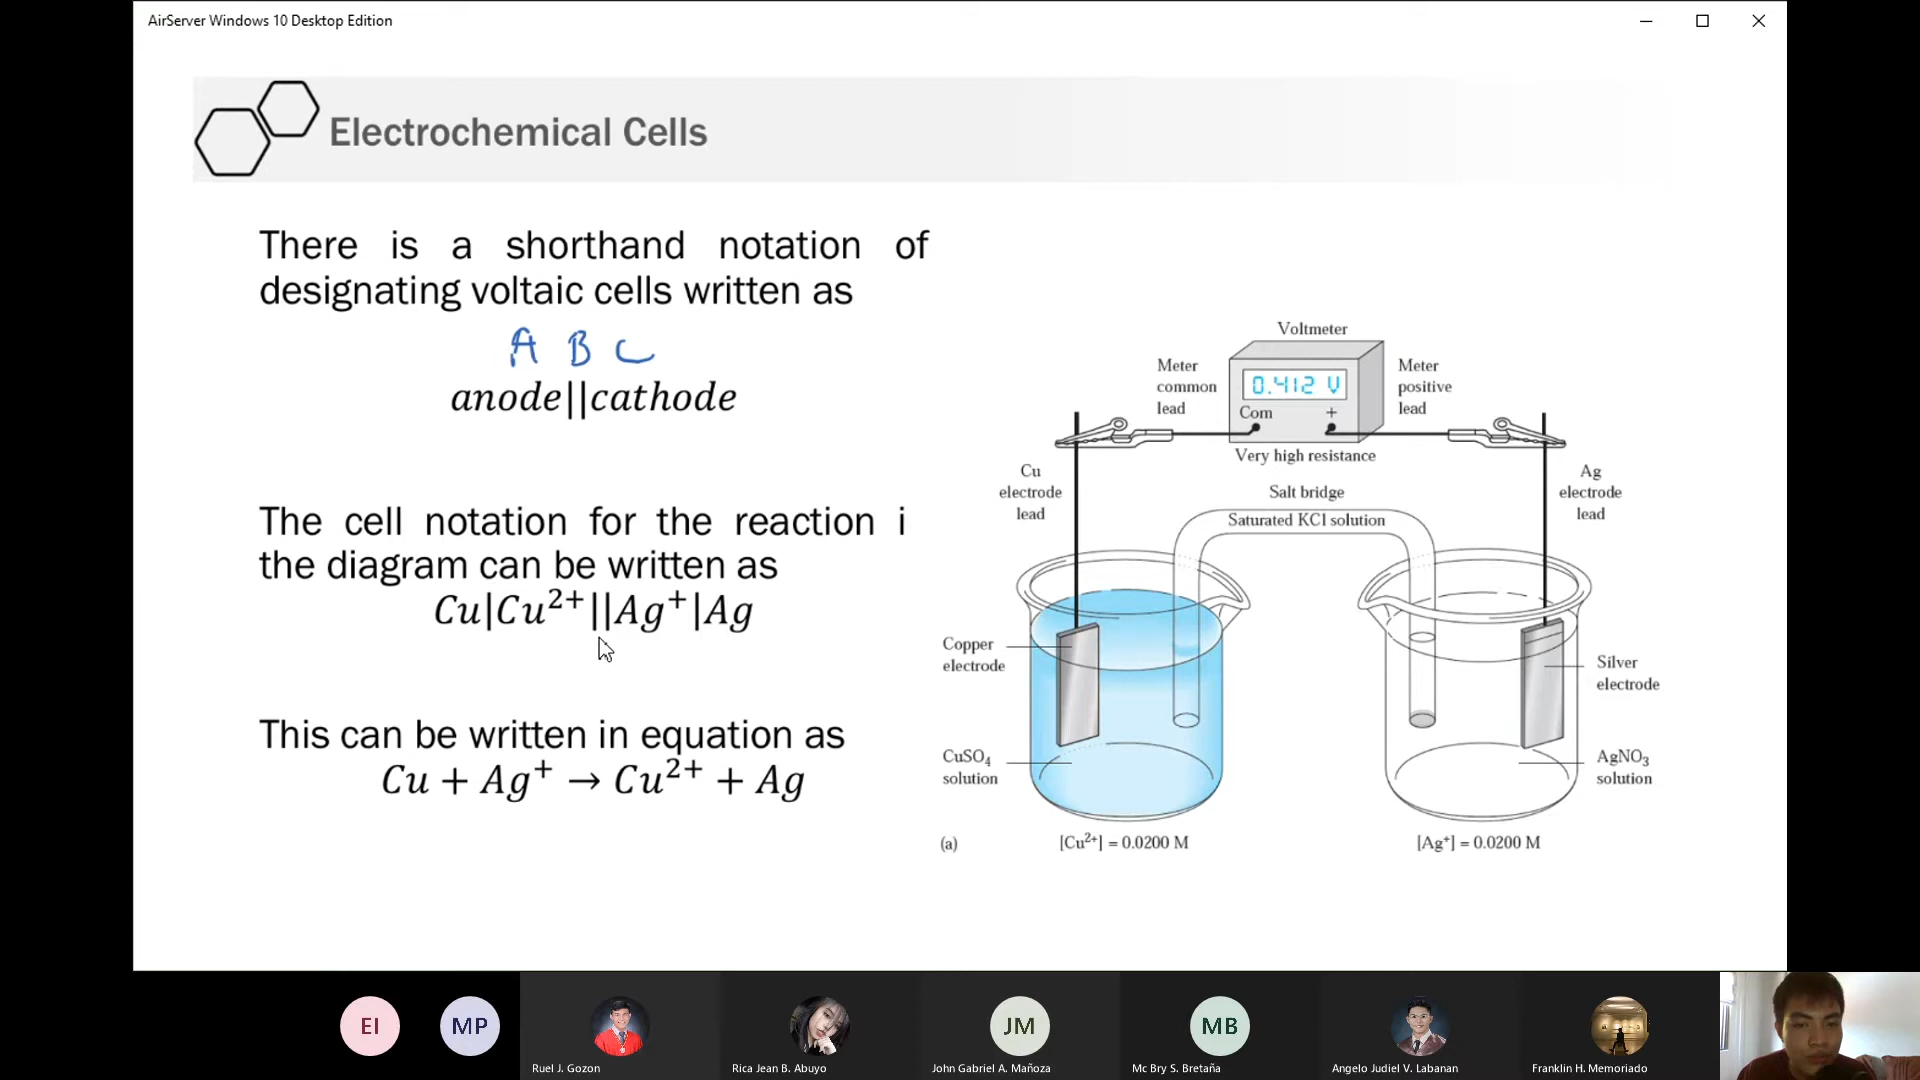 AirServer Windows 10 Desktop Edition
Electrochemical Cells
There is a shorthand notation of
designating voltaic cells written as
A B C
anode||cathode
The cell notation for the reaction i
the diagram can be written as
Cu|Cu²⁺||Ag⁺|Ag
This can be written in equation as
Cu + Ag⁺ → Cu²⁺ + Ag
Voltmeter
Meter
common
lead
0.412 V
Com +
Meter
positive
lead
Very high resistance
Cu
electrode
lead
Salt bridge
Saturated KCl solution
Ag
electrode
lead
Copper
electrode
Silver
electrode
CuSO₄
solution
AgNO₃
solution
(a)
[Cu²⁺] = 0.0200 M
[Ag⁺] = 0.0200 M
EI
MP
JM
MB
Ruel J. Gozon
Rica Jean B. Abuyo
John Gabriel A. Mañoza
Mc Bry S. Bretaña
Angelo Judiel V. Labanan
Franklin H. Memoriado